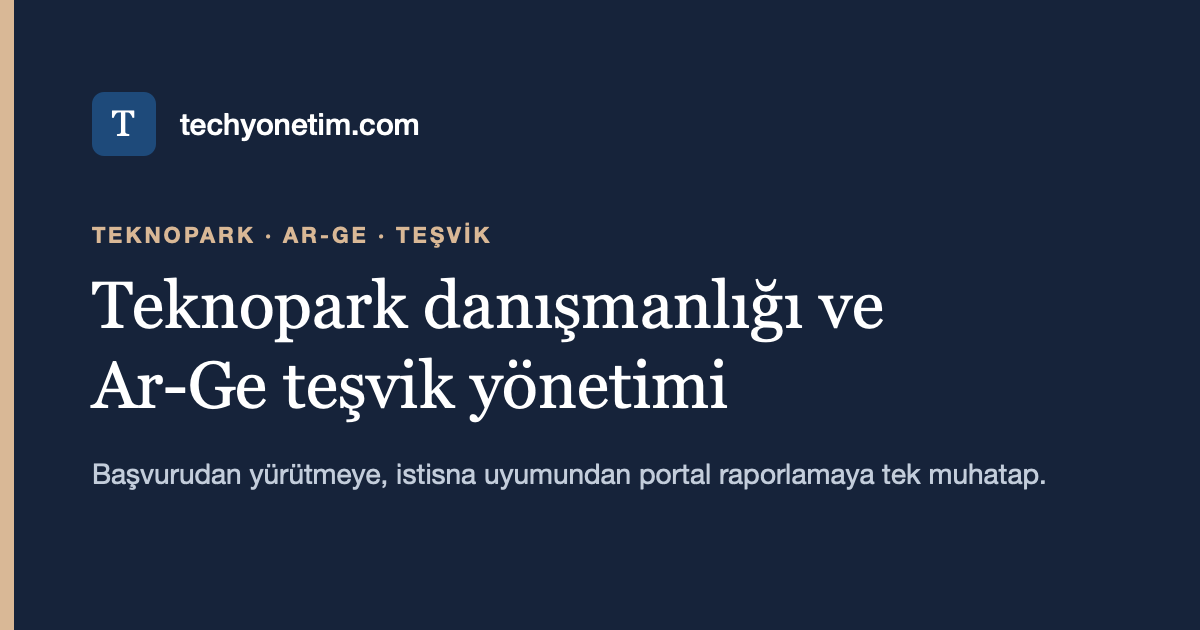 T
techyonetim.com
TEKNOPARK · AR-GE · TEŞVİK
Teknopark danışmanlığı ve
Ar-Ge teşvik yönetimi
Başvurudan yürütmeye, istisna uyumundan portal raporlamaya tek muhatap.